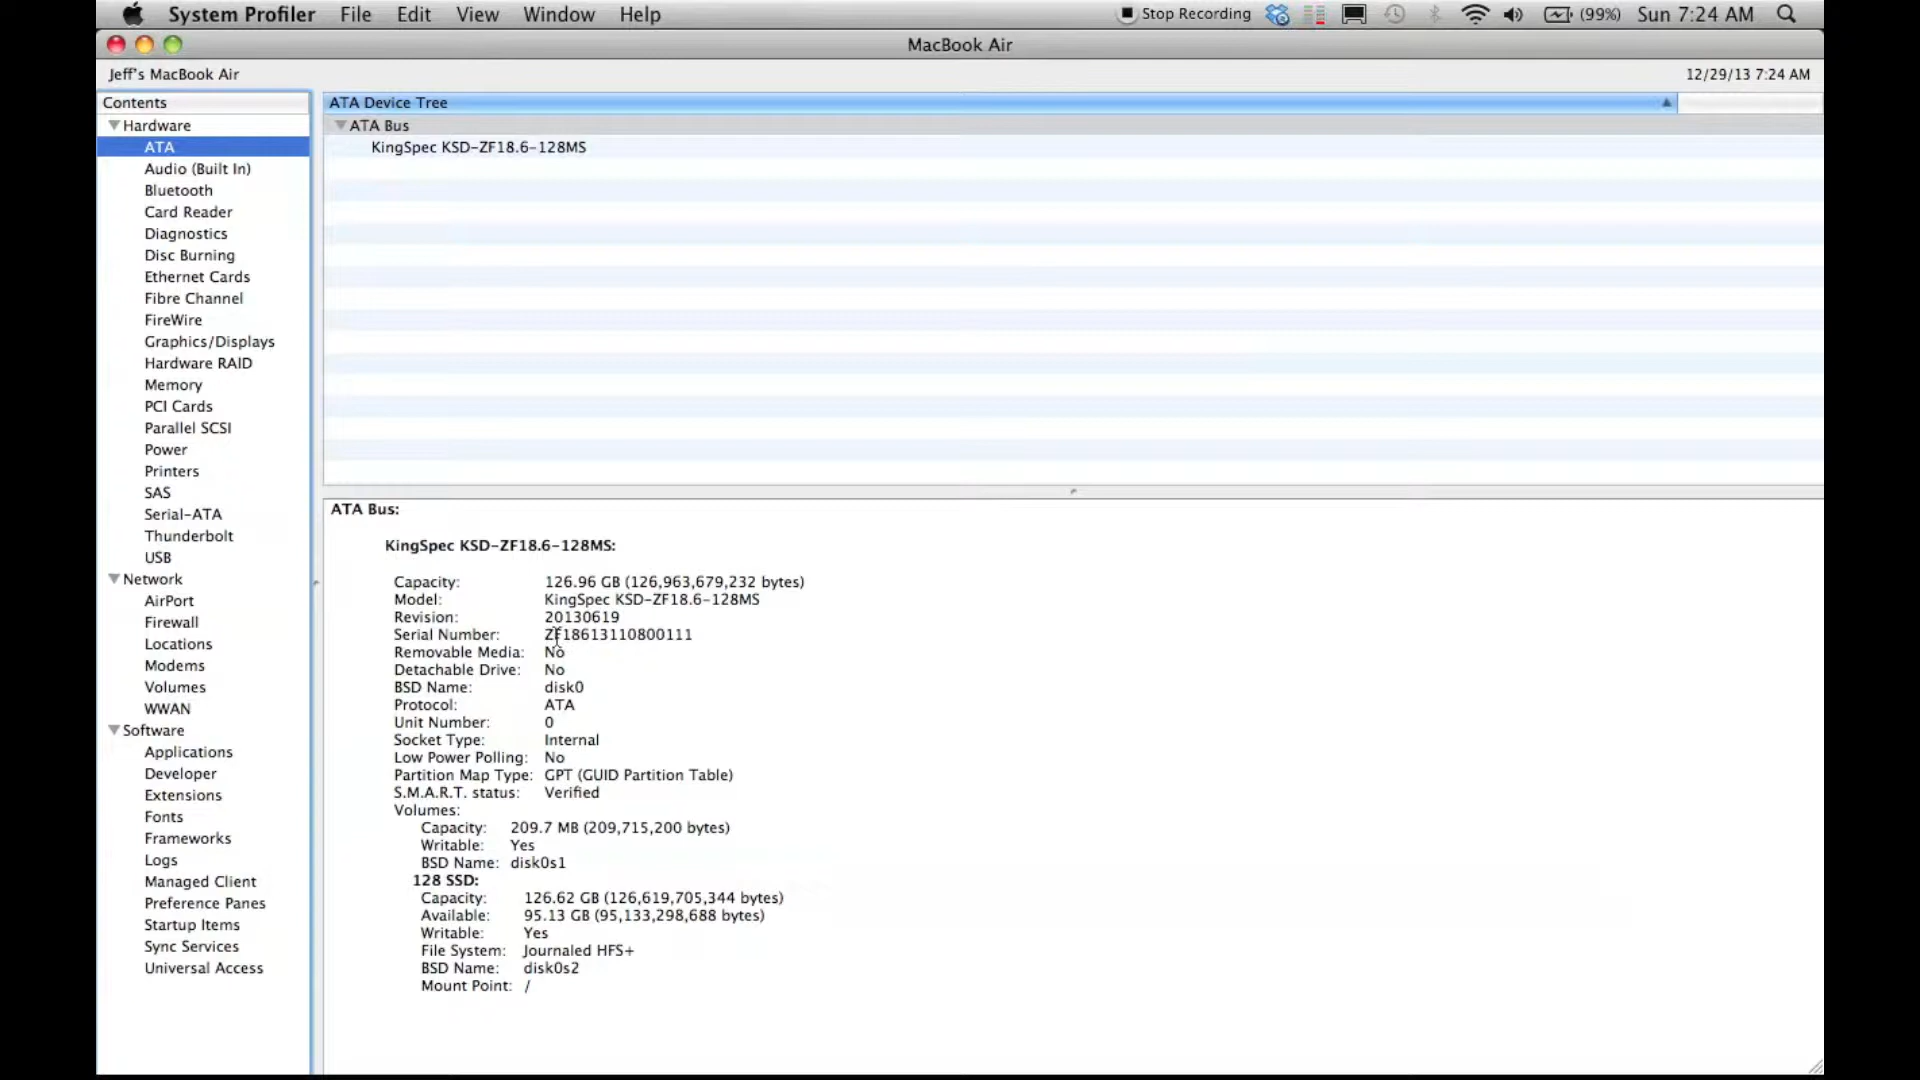 System Profiler File Edit View Window Help Stop Recording (99%) Sun 7:24 AM
MacBook Air
Jeff's MacBook Air 12/29/13 7:24 AM
Contents
Hardware
ATA
Audio (Built In)
Bluetooth
Card Reader
Diagnostics
Disc Burning
Ethernet Cards
Fibre Channel
FireWire
Graphics/Displays
Hardware RAID
Memory
PCI Cards
Parallel SCSI
Power
Printers
SAS
Serial-ATA
Thunderbolt
USB
Network
AirPort
Firewall
Locations
Modems
Volumes
WWAN
Software
Applications
Developer
Extensions
Fonts
Frameworks
Logs
Managed Client
Preference Panes
Startup Items
Sync Services
Universal Access
ATA Device Tree
ATA Bus
KingSpec KSD-ZF18.6-128MS
ATA Bus:
KingSpec KSD-ZF18.6-128MS:
Capacity: 126.96 GB (126,963,679,232 bytes)
Model: KingSpec KSD-ZF18.6-128MS
Revision: 20130619
Serial Number: ZF18613110800111
Removable Media: No
Detachable Drive: No
BSD Name: disk0
Protocol: ATA
Unit Number: 0
Socket Type: Internal
Low Power Polling: No
Partition Map Type: GPT (GUID Partition Table)
S.M.A.R.T. status: Verified
Volumes:
Capacity: 209.7 MB (209,715,200 bytes)
Writable: Yes
BSD Name: disk0s1
128 SSD:
Capacity: 126.62 GB (126,619,705,344 bytes)
Available: 95.13 GB (95,133,298,688 bytes)
Writable: Yes
File System: Journaled HFS+
BSD Name: disk0s2
Mount Point: /